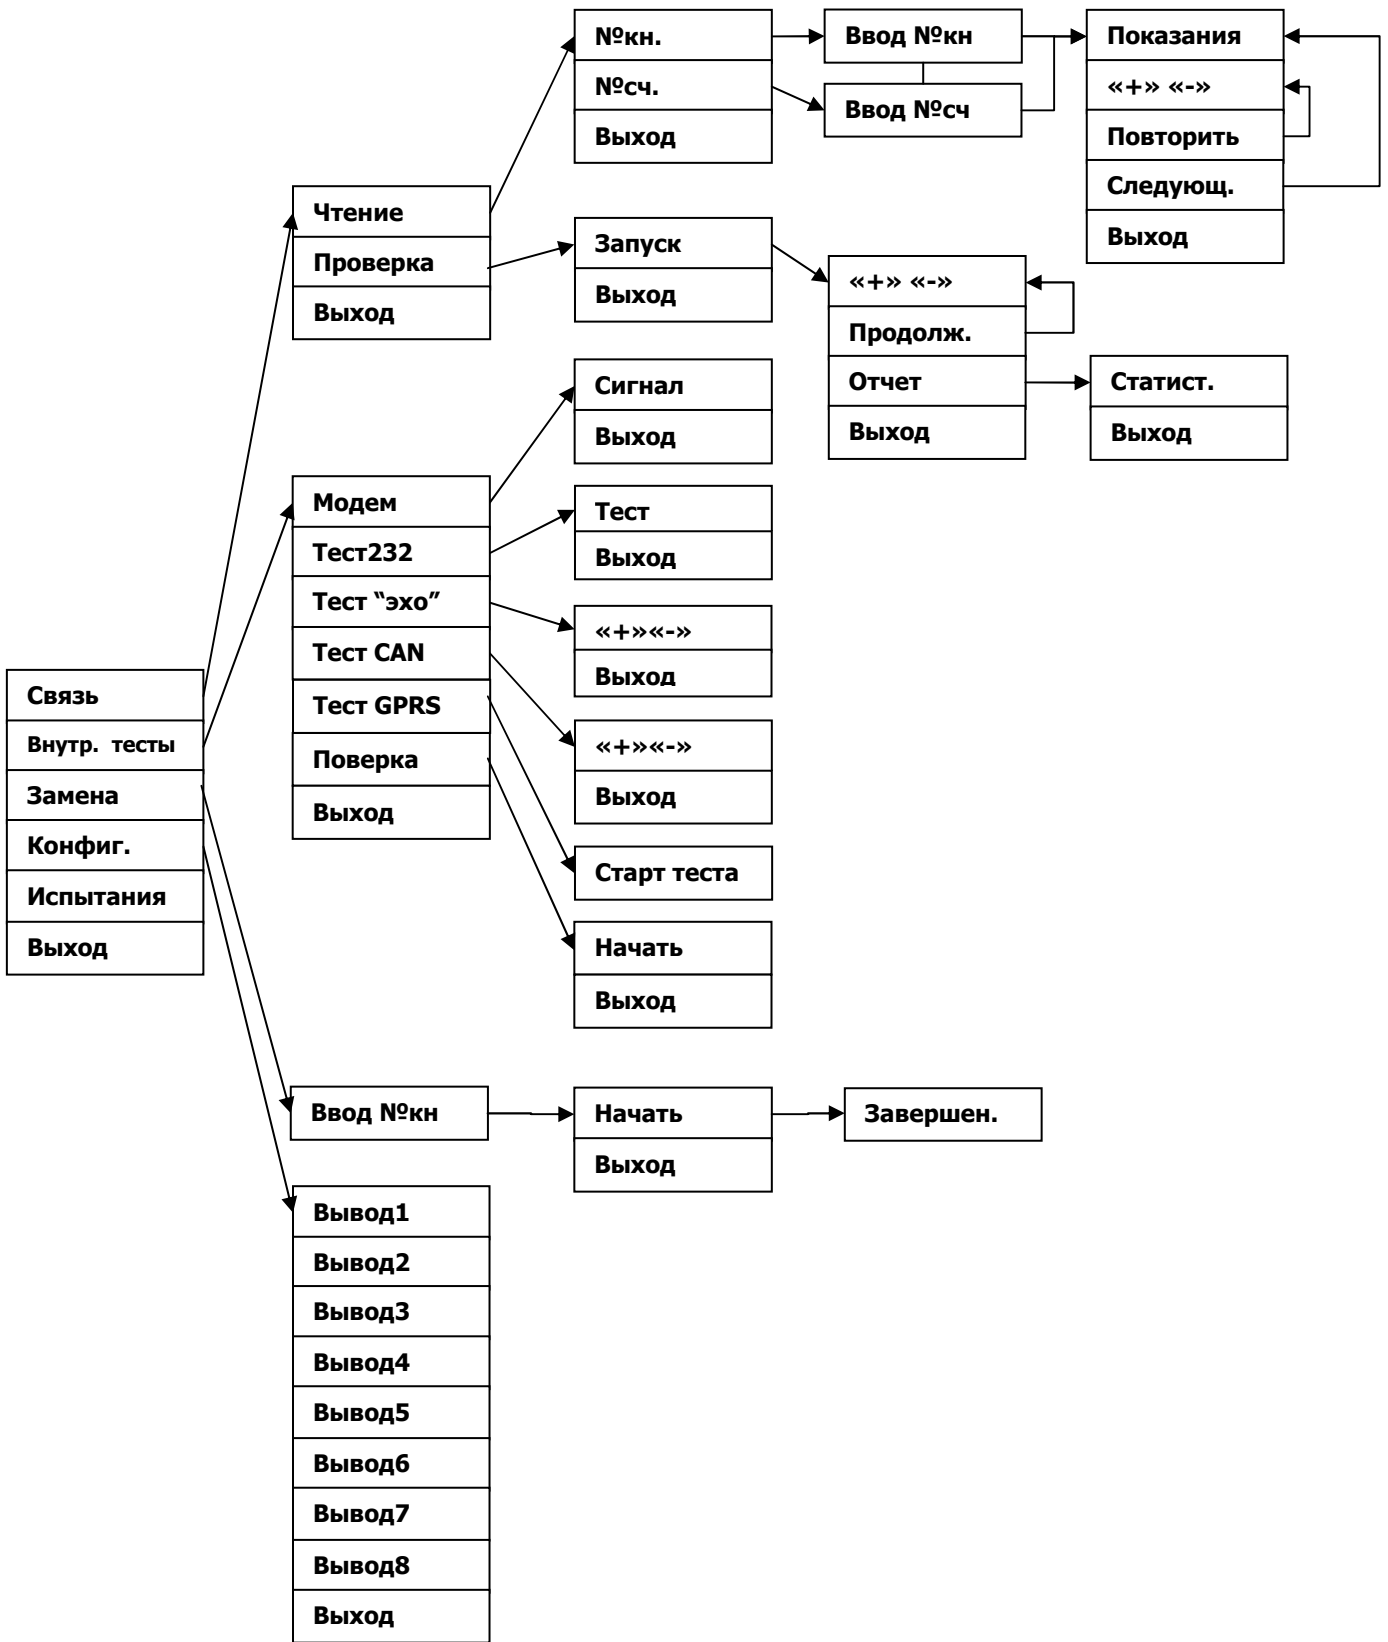 Связь
Внутр. тесты
Замена
Конфиг.
Испытания
Выход
Чтение
Проверка
Выход
№кн.
№сч.
Выход
Ввод №кн
Ввод №сч
Показания
«+» «-»
Повторить
Следующ.
Выход
Запуск
Выход
«+» «-»
Продолж.
Отчет
Выход
Статист.
Выход
Модем
Тест232
Тест “эхо”
Тест CAN
Тест GPRS
Поверка
Выход
Сигнал
Выход
Тест
Выход
«+»«-»
Выход
«+»«-»
Выход
Старт теста
Начать
Выход
Ввод №кн
Начать
Выход
Завершен.
Вывод1
Вывод2
Вывод3
Вывод4
Вывод5
Вывод6
Вывод7
Вывод8
Выход